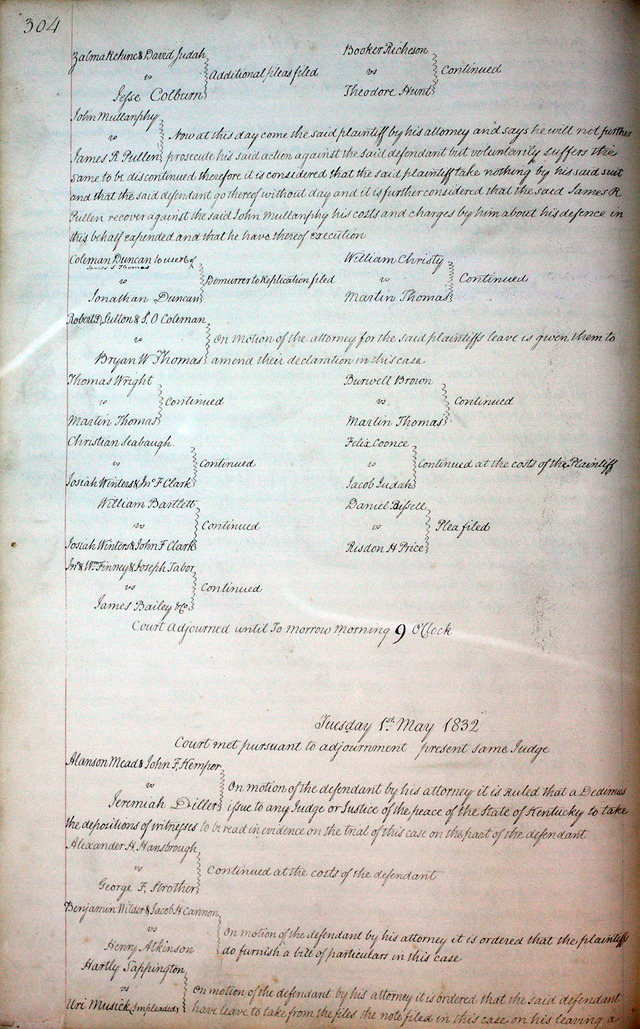 304
Zalma Rehine & David Judah
vs
Jesse Colburn
Additional pleas filed
Booker Richeson
vs
Theodore Hunt
Continued
John Mullanphy
vs
James R Pullen
Now at this day come the said plaintiff by his attorney and says he will not further
prosecute his said action against the said defendant but voluntarily suffers the
same to be discontinued therefore it is considered that the said plaintiff take nothing by his said suit
and that the said defendant go thereof without day and it is further considered that the said James R
Pullen recover against the said John Mullanphy his costs and charges by him about his defence in
this behalf expended and that he have thereof execution
Coleman Duncan to use of
James & Thomas
vs
Jonathan Duncan
Demurrer to Replication filed
William Christy
vs
Martin Thomas
Continued
Robert Sutton & S. O Coleman
vs
Bryan W Thomas
On motion of the attorney for the said plaintiffs leave is given them to
amend their declaration in this case
Thomas Wright
vs
Martin Thomas
Continued
Burwell Brown
vs.
Martin Thomas
Continued
Christian Seabaugh
vs
Josiah Winters & Jno F Clark
Continued
Felix Coonce
vs
Jacob Judah
Continued at the costs of the Plaintiff
William Bartlett
vs
Josiah Winters & John F Clark
Continued
Daniel Bissell
vs
Risdon H Price
Plea filed
Jno & Wm Finney & Joseph Tabor
vs
James Bailey &c.
Continued
Court Adjourned until To morrow morning 9 O'Clock
Tuesday 1st May 1832
Court met pursuant to adjournment present same Judge
Alanson Mead & John F. Kemper
vs
Jeremiah Diller
On motion of the defendant by his attorney it is Ruled that a Dedimus
issue to any Judge or Justice of the peace of the State of Kentucky to take
the depositions of witnesses to be read in evidence on the trial of this case on the part of the defendant
Alexander H. Hansbrough
vs
George F. Strother
Continued at the costs of the defendant
Benjamin Wilder & Jacob H Cannon
vs
Henry Atkinson
On motion of the defendant by his attorney it is ordered that the plaintiffs
do furnish a bill of particulars in this case
Hartly Sappington
vs
Uri Musick Impleaded
On motion of the defendant by his attorney it is ordered that the said defendant
have leave to take from the files the note filed in this case on his leaving a